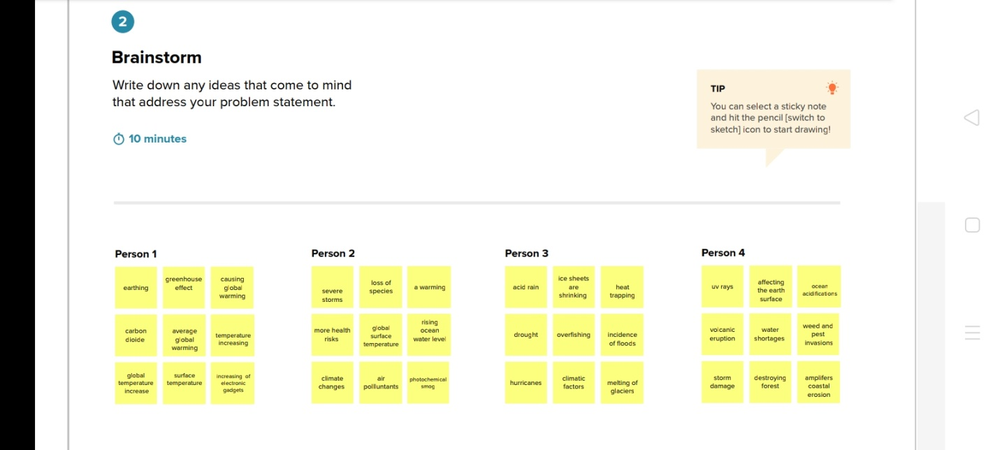 2
Brainstorm
Write down any ideas that come to mind
that address your problem statement.
10 minutes
TIP
You can select a sticky note
and hit the pencil [switch to
sketch] icon to start drawing!
Person 1
earthing
greenhouse
effect
causing
global
warming
carbon
dioide
average
global
warming
temperature
increasing
global
temperature
increase
surface
temperature
increasing of
electronic
gadgets
Person 2
severe
storms
loss of
species
a warming
more health
risks
global
surface
temperature
rising
ocean
water level
climate
changes
air
polllutants
photochemical
smog
Person 3
acid rain
ice sheets
are
shrinking
heat
trapping
drought
overfishing
incidence
of floods
hurricanes
climatic
factors
melting of
glaciers
Person 4
uv rays
affecting
the earth
surface
ocean
acidifications
volcanic
eruption
water
shortages
weed and
pest
invasions
storm
damage
destroying
forest
amplifers
coastal
erosion